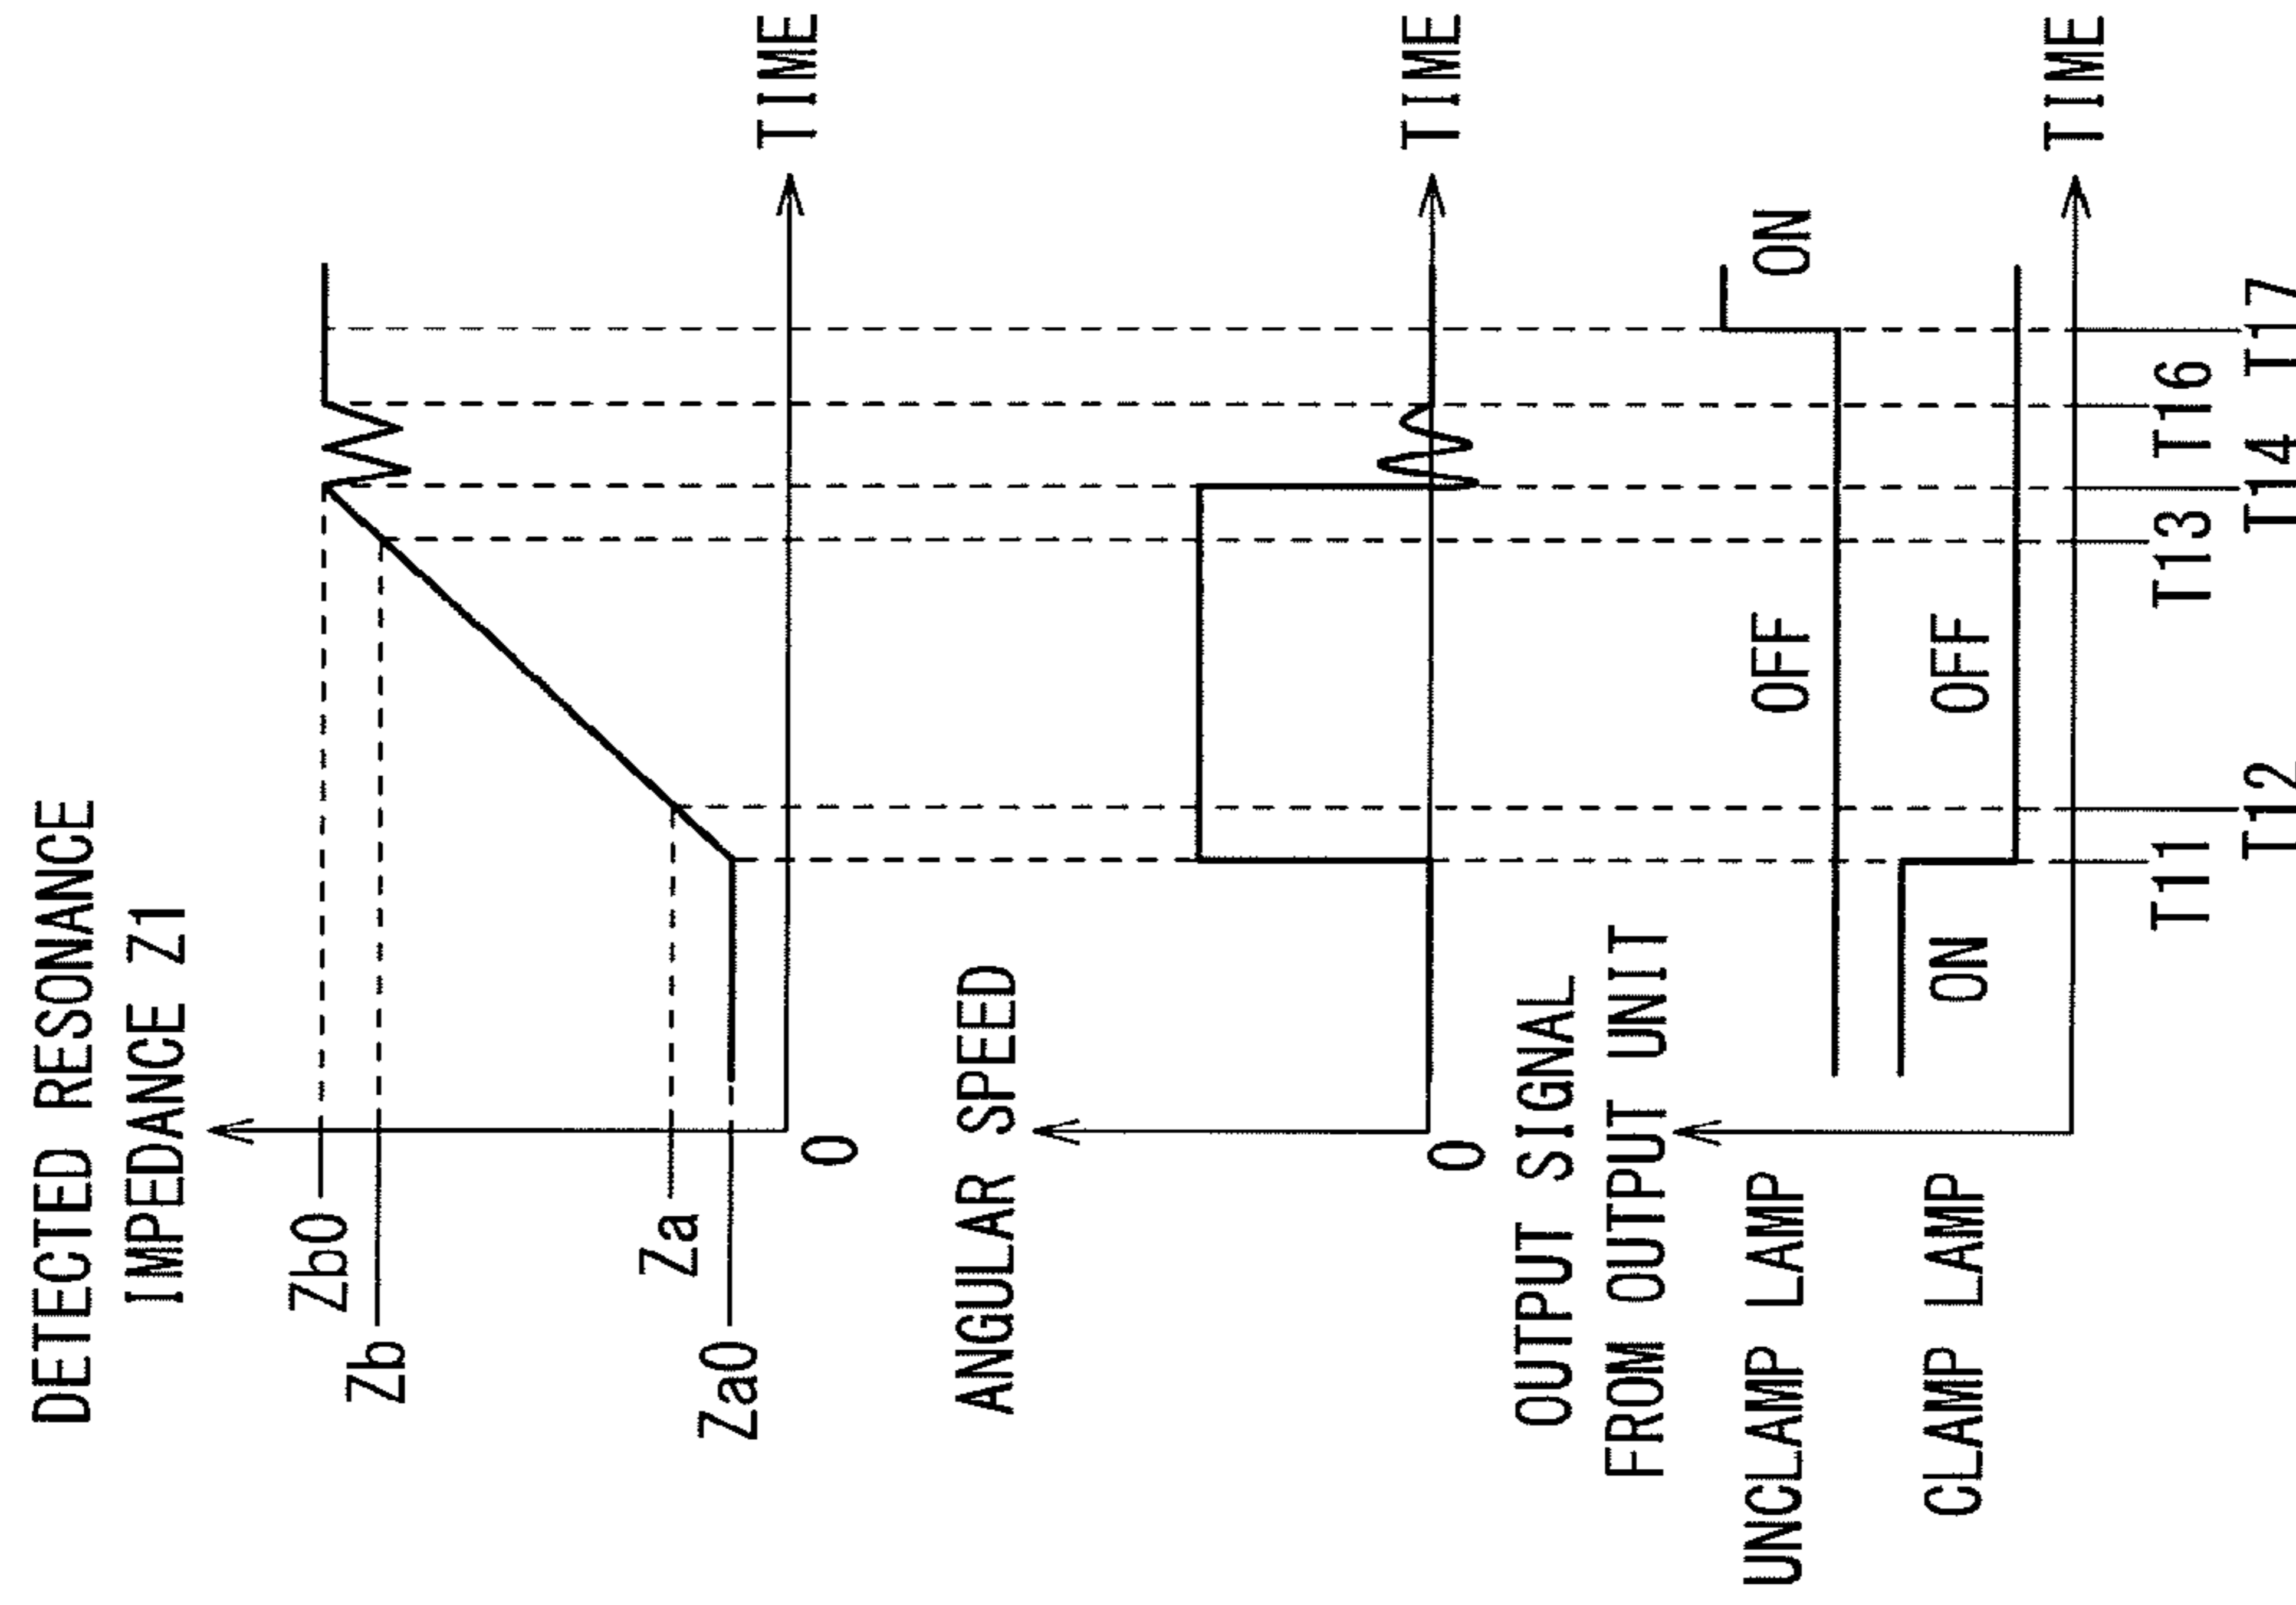 DETECTED RESONANCE
IMPEDANCE Z1
Zb0
Zb
Za
Za0
0
TIME
ANGULAR SPEED
0
TIME
OUTPUT SIGNAL
FROM OUTPUT UNIT
UNCLAMP LAMP
OFF
ON
CLAMP LAMP
ON
OFF
TIME
T11
T13
T16
T12
T14
T17